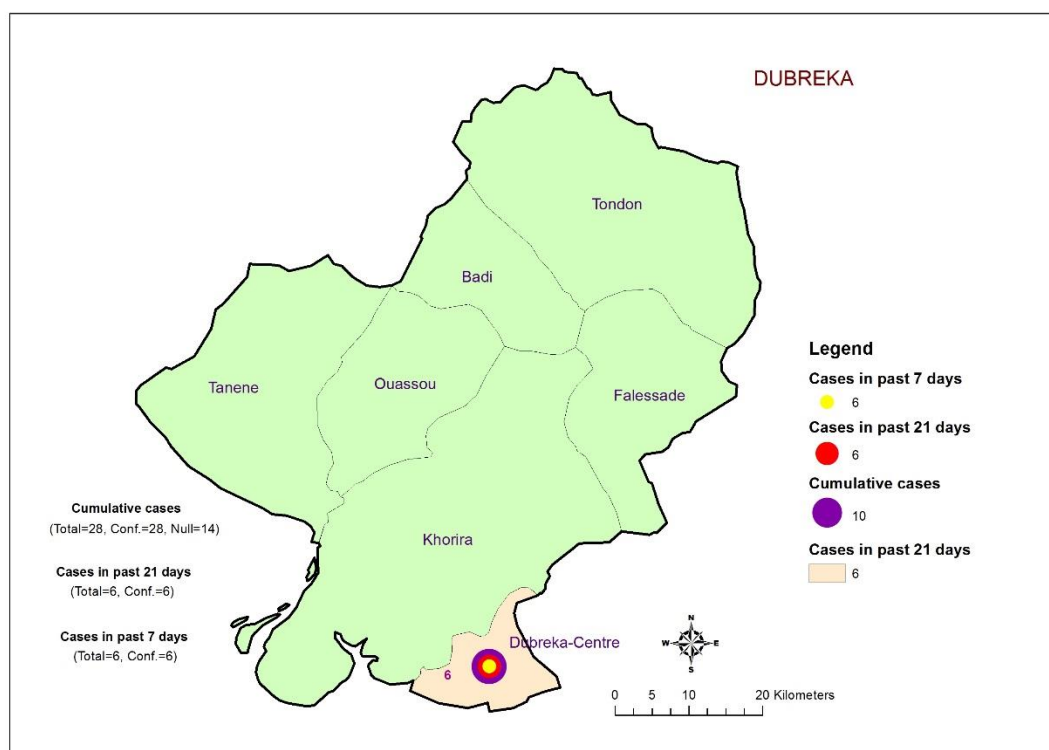 DUBREKA
Tondon
Badi
Tanene
Ouassou
Falessade
Khorira
Dubreka-Centre
6
Cumulative cases
(Total=28, Conf.=28, Null=14)
Cases in past 21 days
(Total=6, Conf.=6)
Cases in past 7 days
(Total=6, Conf.=6)
Legend
Cases in past 7 days
6
Cases in past 21 days
6
Cumulative cases
10
Cases in past 21 days
6
N
W E
S
0 5 10 20 Kilometers